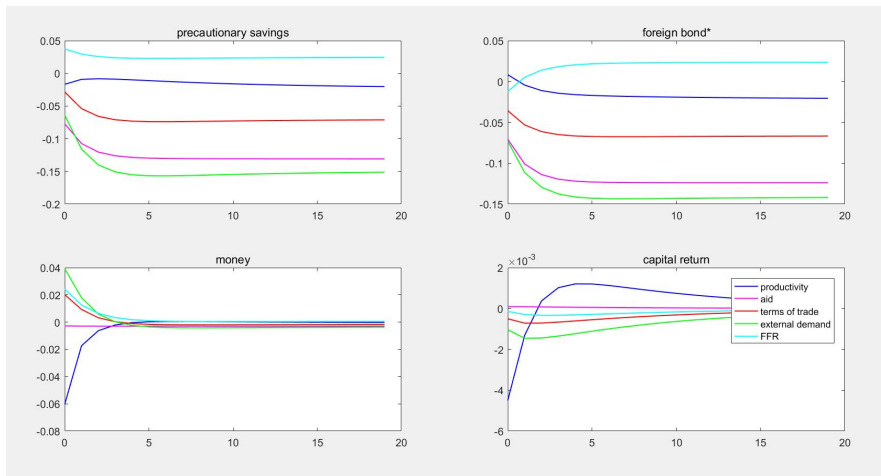 precautionary savings
0.05
0
-0.05
-0.1
-0.15
-0.2
0 5 10 15 20
foreign bond*
0.05
0
-0.05
-0.1
-0.15
0 5 10 15 20
money
0.04
0.02
0
-0.02
-0.04
-0.06
-0.08
0 5 10 15 20
capital return
×10⁻³
2
0
-2
-4
-6
0 5 10 15 20
productivity
aid
terms of trade
external demand
FFR